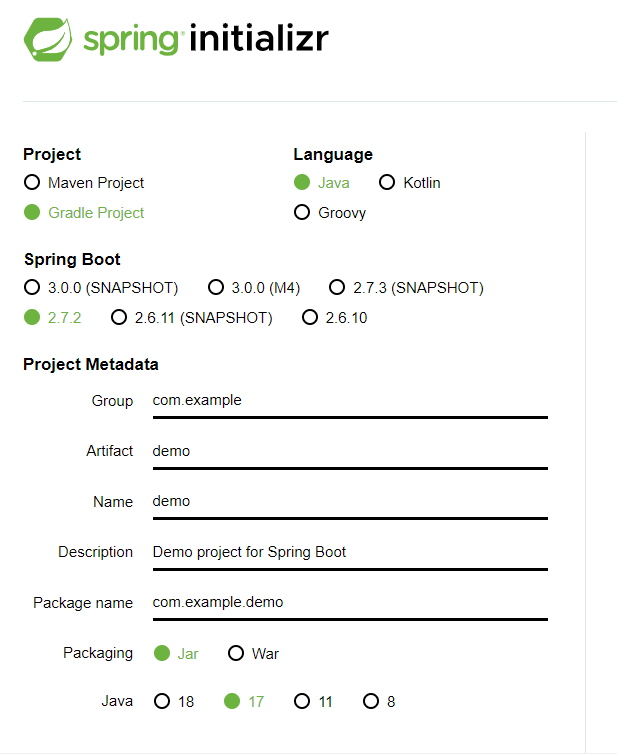 spring initializr
Project
Language
Maven Project
Java
Kotlin
Gradle Project
Groovy
Spring Boot
3.0.0 (SNAPSHOT)
3.0.0 (M4)
2.7.3 (SNAPSHOT)
2.7.2
2.6.11 (SNAPSHOT)
2.6.10
Project Metadata
Group com.example
Artifact demo
Name demo
Description Demo project for Spring Boot
Package name com.example.demo
Packaging Jar War
Java 18 17 11 8